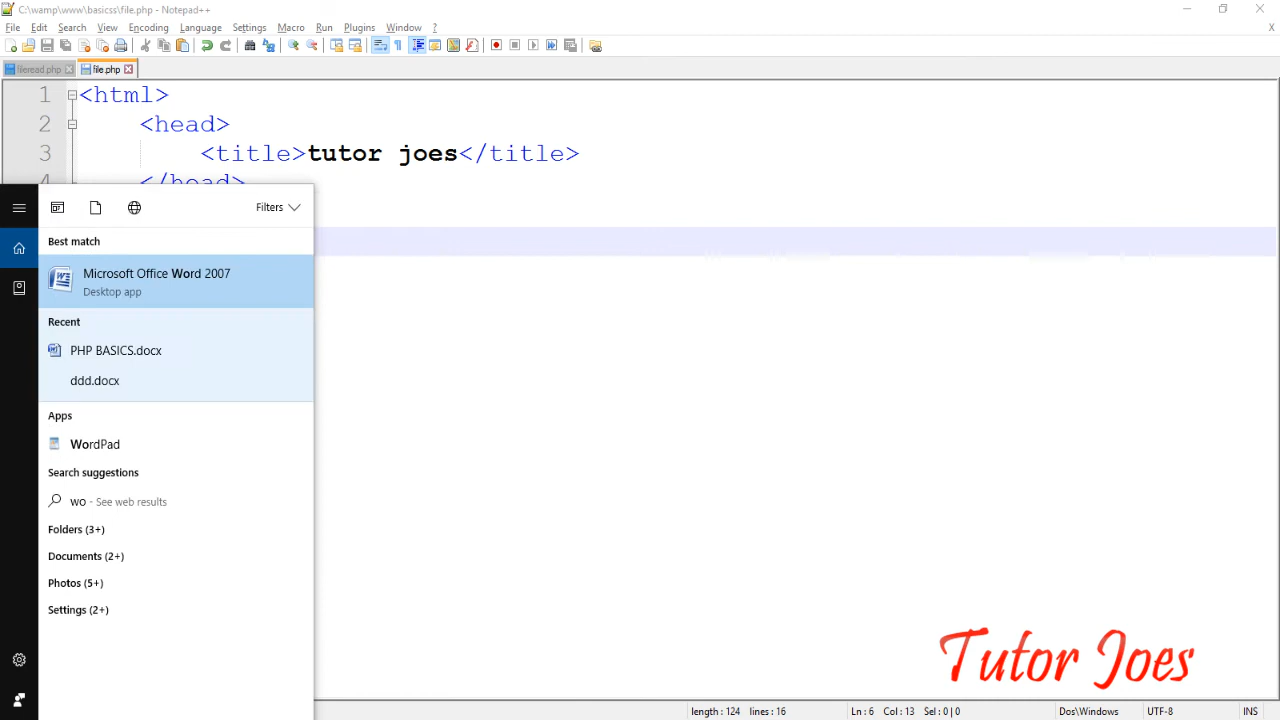 C:\wamp\www\basicss\file.php - Notepad++
File Edit Search View Encoding Language Settings Macro Run Plugins Window ?
X
fileread.php file.php
1 <html>
2 <head>
3 <title>tutor joes</title>
4 </head>
Filters
Best match
Microsoft Office Word 2007
Desktop app
Recent
PHP BASICS.docx
ddd.docx
Apps
WordPad
Search suggestions
wo - See web results
Folders (3+)
Documents (2+)
Photos (5+)
Settings (2+)
Tutor Joes
length : 124 lines : 16 Ln : 6 Col : 13 Sel : 0 | 0 Dos\Windows UTF-8 INS